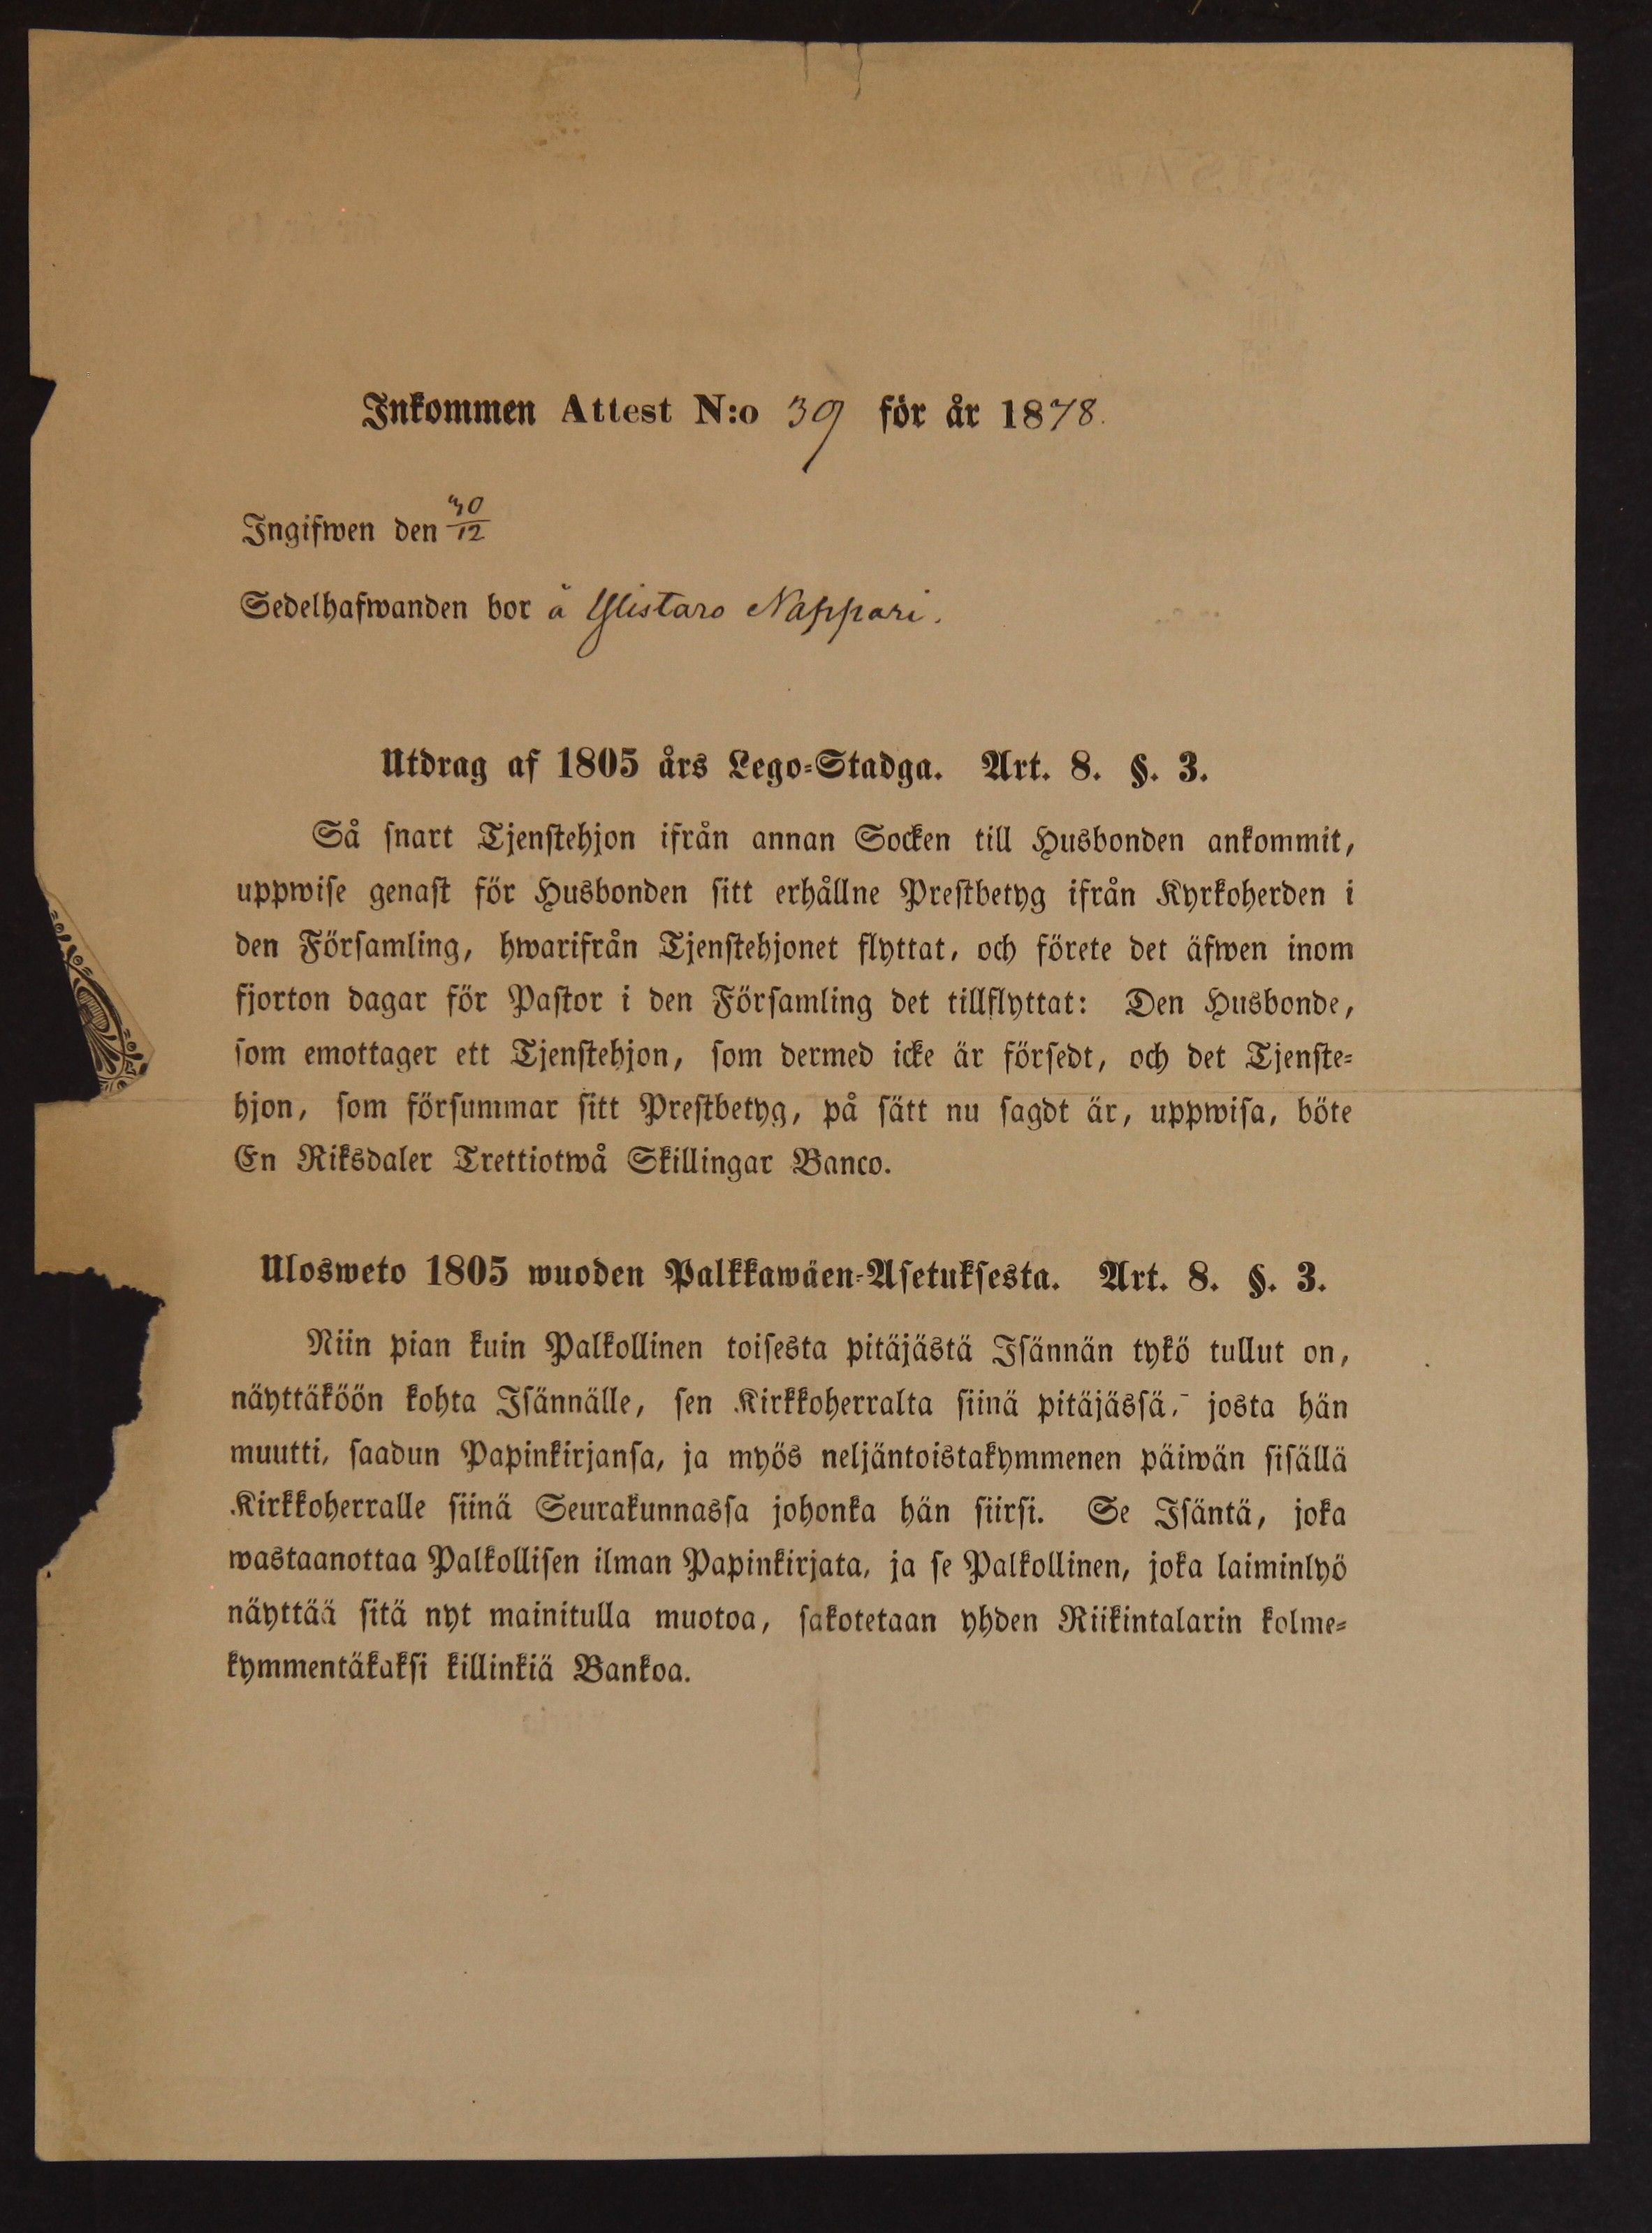 Inkommen Attest N:o 39 för år 1878.
Ingifwen den 30/12
Sedelhafwanden bor å Ylistaro Nappari.
Utdrag af 1805 års Lego-Stadga. Art. 8. §. 3.
Så snart Tjenstehjon ifrån annan Socken till Husbonden ankommit,
uppwise genast för Husbonden sitt erhållne Prestbetyg ifrån Kyrkoherden i
den Församling, hwarifrån Tjenstehjonet flyttat, och förete det äfwen inom
fjorton dagar för Pastor i den Församling det tillflyttat: Den Husbonde,
som emottager ett Tjenstehjon, som dermed icke är försedt, och det Tjenste-
hjon, som försummar sitt Prestbetyg, på sätt nu sagdt är, uppwisa, böte
En Riksdaler Trettiotwå Skillingar Banco.
Ulosweto 1805 wuoden Palkkawäen-Asetuksesta. Art. 8. §. 3.
Niin pian kuin Palkollinen toisesta pitäjästä Isännän tykö tullut on,
näyttäköön kohta Isännälle, sen Kirkkoherralta siinä pitäjässä, josta hän
muutti, saadun Papinkirjansa, ja myös neljäntoistakymmenen päiwän sisällä
Kirkkoherralle siinä Seurakunnassa johonka hän siirsi. Se Isäntä, joka
wastaanottaa Palkollisen ilman Papinkirjata, ja se Palkollinen, joka laiminlyö
näyttää sitä nyt mainitulla muotoa, sakotetaan yhden Riikintalarin kolme-
kymmentäkaksi killinkiä Bankoa.